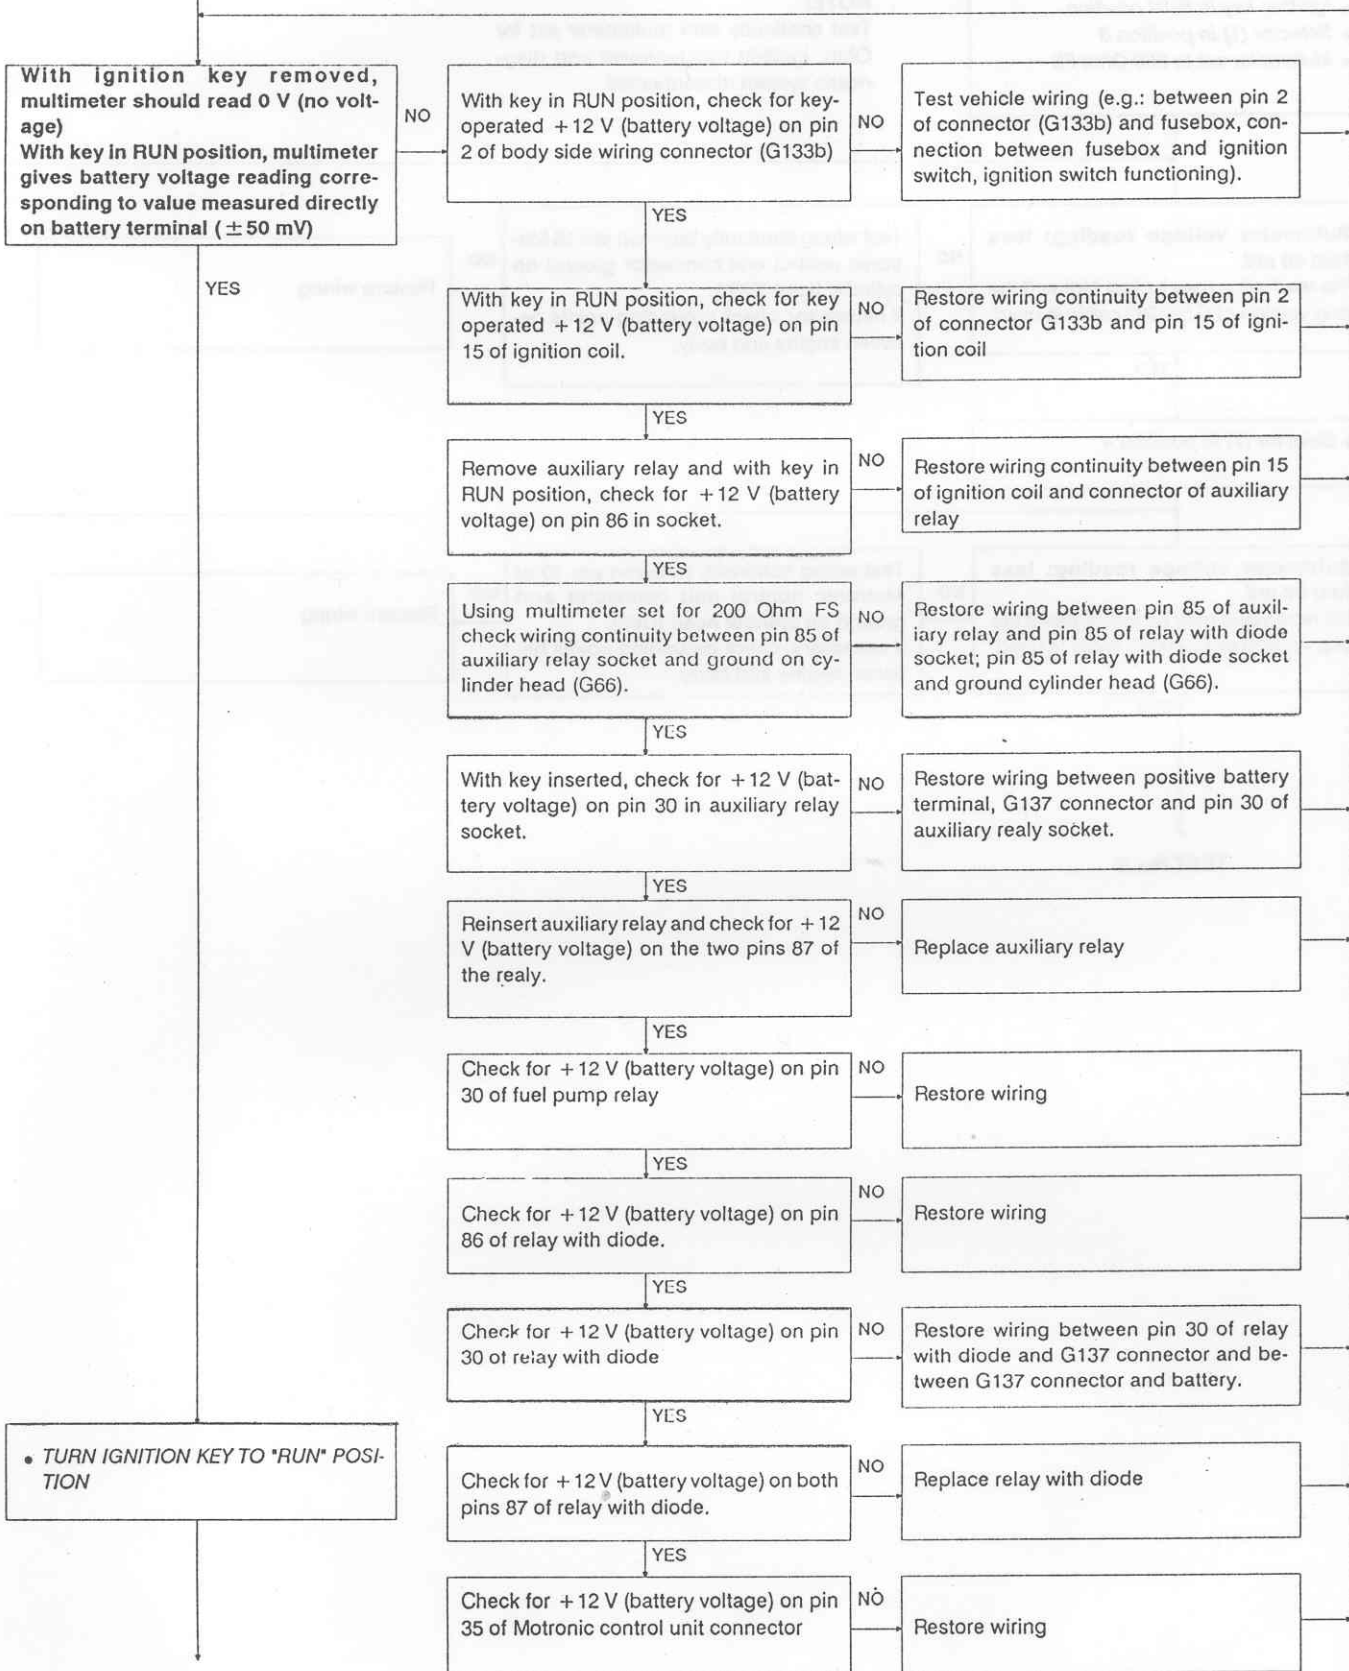 With ignition key removed,
multimeter should read 0 V (no volt-
age)
With key in RUN position, multimeter
gives battery voltage reading corre-
sponding to value measured directly
on battery terminal (±50 mV)
NO
With key in RUN position, check for key-
operated +12 V (battery voltage) on pin
2 of body side wiring connector (G133b)
NO
Test vehicle wiring (e.g.: between pin 2
of connector (G133b) and fusebox, con-
nection between fusebox and ignition
switch, ignition switch functioning).
YES
YES
With key in RUN position, check for key
operated +12 V (battery voltage) on pin
15 of ignition coil.
NO
Restore wiring continuity between pin 2
of connector G133b and pin 15 of igni-
tion coil
YES
Remove auxiliary relay and with key in
RUN position, check for +12 V (battery
voltage) on pin 86 in socket.
NO
Restore wiring continuity between pin 15
of ignition coil and connector of auxiliary
relay
YES
Using multimeter set for 200 Ohm FS
check wiring continuity between pin 85 of
auxiliary relay socket and ground on cy-
linder head (G66).
NO
Restore wiring between pin 85 of auxil-
iary relay and pin 85 of relay with diode
socket; pin 85 of relay with diode socket
and ground cylinder head (G66).
YES
With key inserted, check for +12 V (bat-
tery voltage) on pin 30 in auxiliary relay
socket.
NO
Restore wiring between positive battery
terminal, G137 connector and pin 30 of
auxiliary realy socket.
YES
Reinsert auxiliary relay and check for +12
V (battery voltage) on the two pins 87 of
the realy.
NO
Replace auxiliary relay
YES
Check for +12 V (battery voltage) on pin
30 of fuel pump relay
NO
Restore wiring
YES
Check for +12 V (battery voltage) on pin
86 of relay with diode.
NO
Restore wiring
YES
Check for +12 V (battery voltage) on pin
30 of relay with diode
NO
Restore wiring between pin 30 of relay
with diode and G137 connector and be-
tween G137 connector and battery.
YES
• TURN IGNITION KEY TO "RUN" POSI-
TION
Check for +12 V (battery voltage) on both
pins 87 of relay with diode.
NO
Replace relay with diode
YES
Check for +12 V (battery voltage) on pin
35 of Motronic control unit connector
NO
Restore wiring